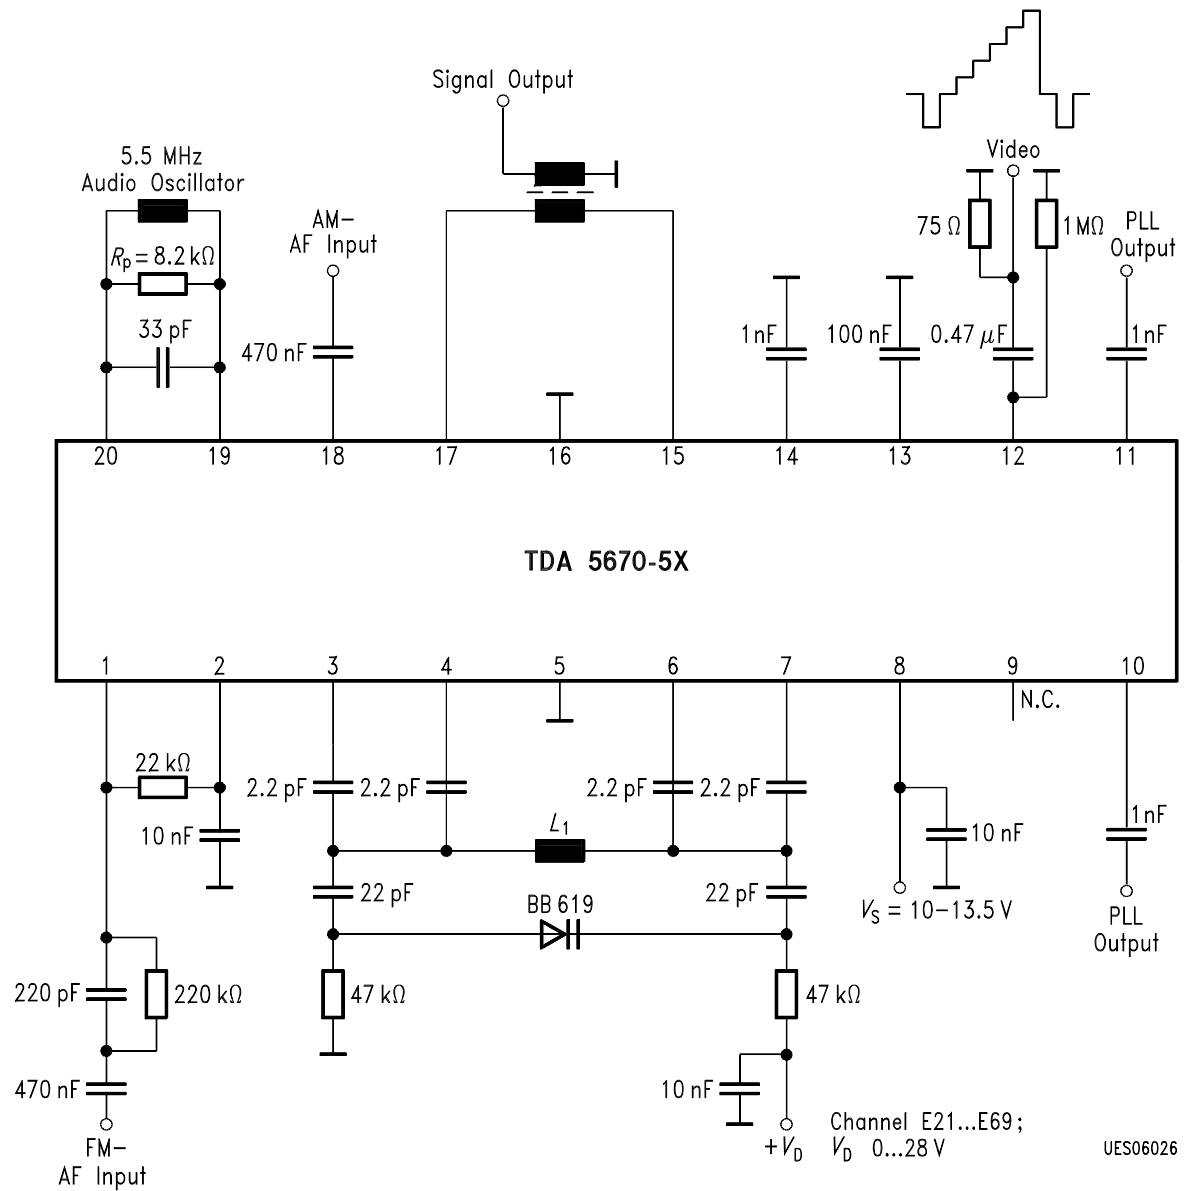 Signal Output
5.5 MHz
Audio Oscillator
Video
AM-
AF Input
75 Ω
1 MΩ
PLL
Output
Rp = 8.2 kΩ
33 pF
470 nF
1 nF
100 nF
0.47 μF
1 nF
20 19 18 17 16 15 14 13 12 11
TDA 5670-5X
1 2 3 4 5 6 7 8 9 10
N.C.
22 kΩ
2.2 pF
2.2 pF
2.2 pF
2.2 pF
10 nF
L1
10 nF
1 nF
22 pF
22 pF
BB 619
VS = 10-13.5 V
PLL
Output
220 pF
220 kΩ
47 kΩ
47 kΩ
470 nF
10 nF
FM-
AF Input
+VD
Channel E21...E69;
VD 0...28 V
UES06026